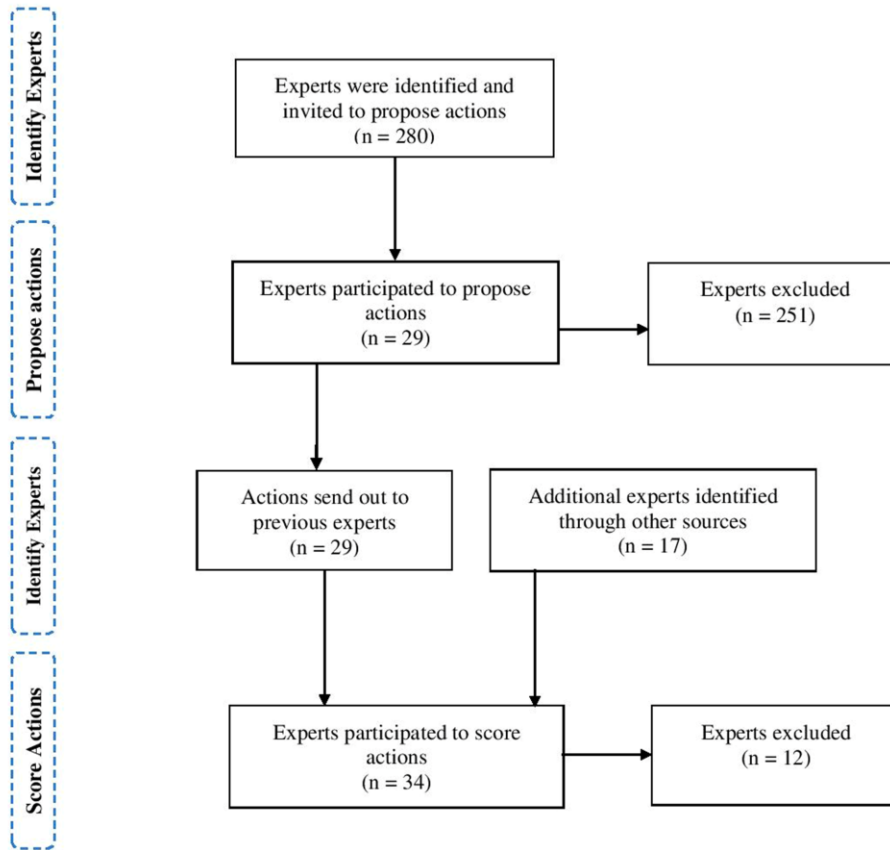 Identify Experts
Experts were identified and
invited to propose actions
(n = 280)
Propose actions
Experts participated to propose
actions
(n = 29)
Experts excluded
(n = 251)
Identify Experts
Actions send out to
previous experts
(n = 29)
Additional experts identified
through other sources
(n = 17)
Score Actions
Experts participated to score
actions
(n = 34)
Experts excluded
(n = 12)